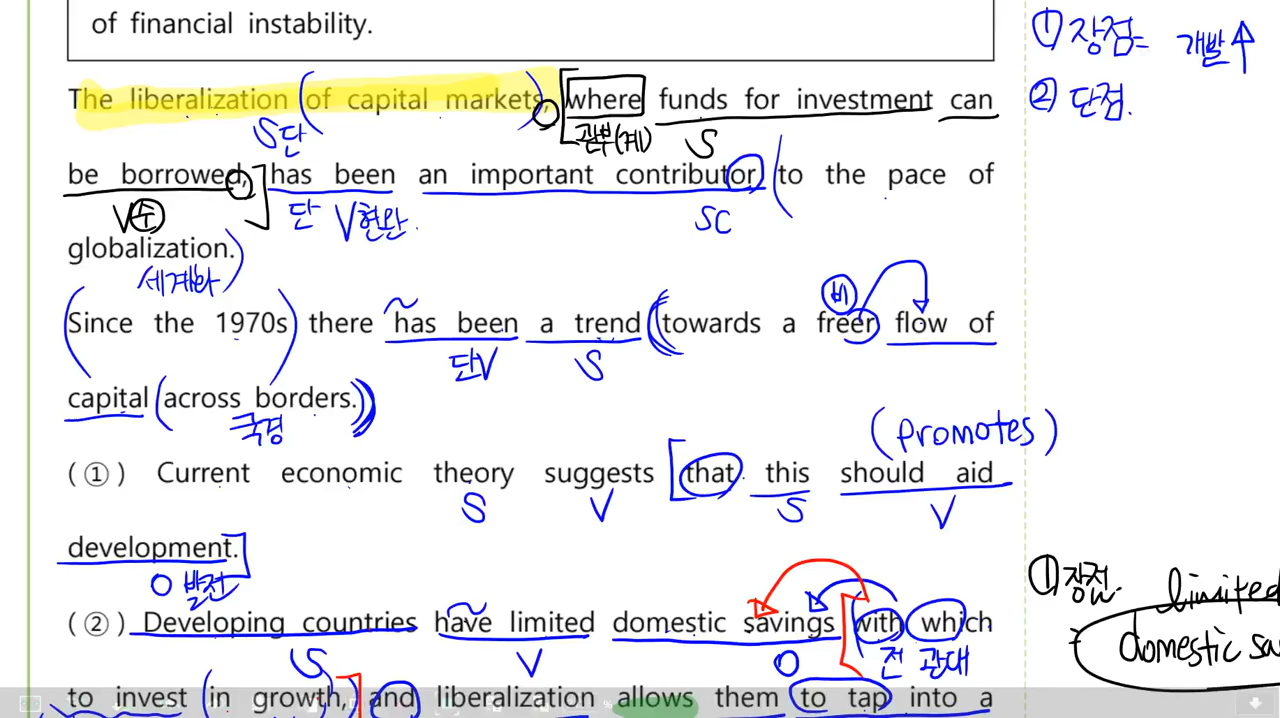 of financial instability.
① 장점= 개발↑
② 단점.
The liberalization of capital markets, where funds for investment can
S단 관부(계) S
be borrowed, has been an important contributor to the pace of
V수 단 V현완 SC
globalization.
세계화
비
Since the 1970s there has been a trend towards a freer flow of
단V S
capital across borders.
국경
(promotes)
( ① ) Current economic theory suggests that this should aid
S V S V
development.
O 발전
① 장점. limited
domestic sa
( ② ) Developing countries have limited domestic savings with which
S V O 전 관대
to invest in growth, and liberalization allows them to tap into a